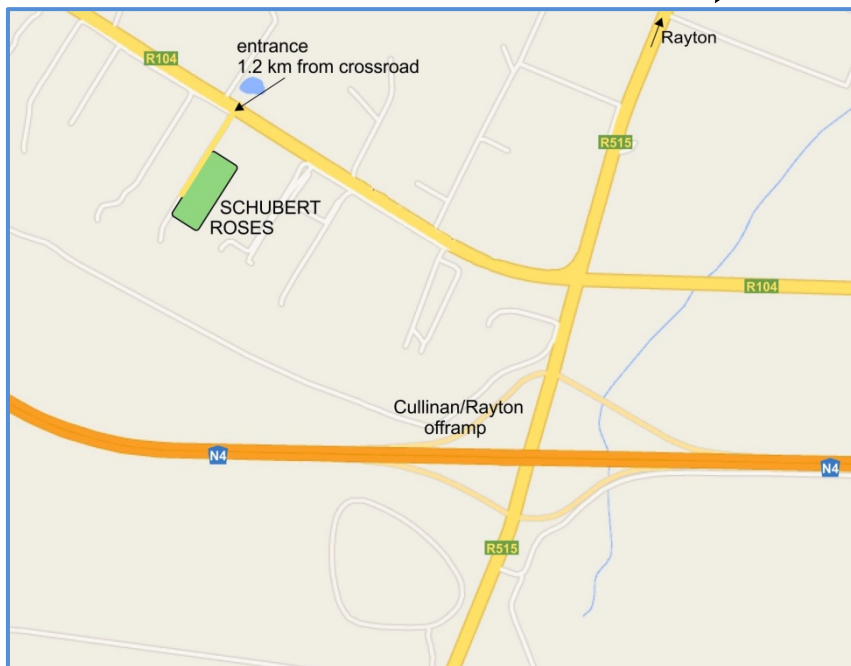 Rayton
entrance
1.2 km from crossroad
R104
R515
SCHUBERT
ROSES
R104
Cullinan/Rayton
offramp
N4
N4
R515